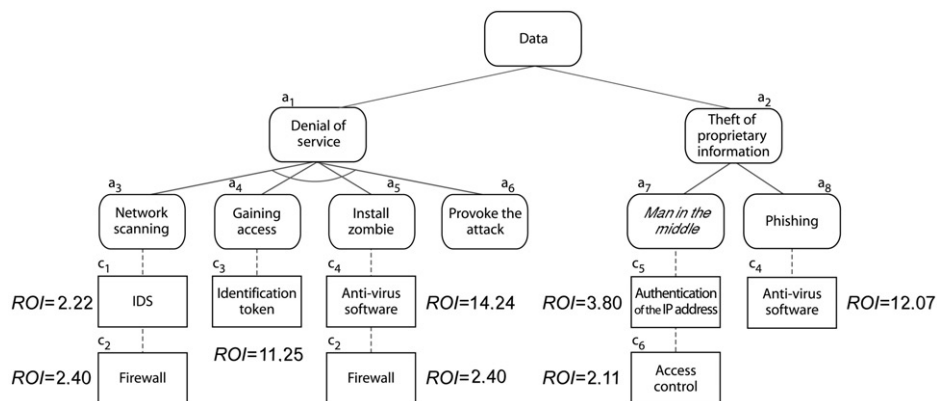 Data
a1
Denial of
service
a2
Theft of
proprietary
information
a3
Network
scanning
a4
Gaining
access
a5
Install
zombie
a6
Provoke the
attack
a7
Man in the
middle
a8
Phishing
c1
IDS
ROI=2.22
c3
Identification
token
ROI=11.25
c4
Anti-virus
software
ROI=14.24
c5
Authentication
of the IP address
ROI=3.80
c4
Anti-virus
software
ROI=12.07
c2
Firewall
ROI=2.40
c2
Firewall
ROI=2.40
c6
Access
control
ROI=2.11